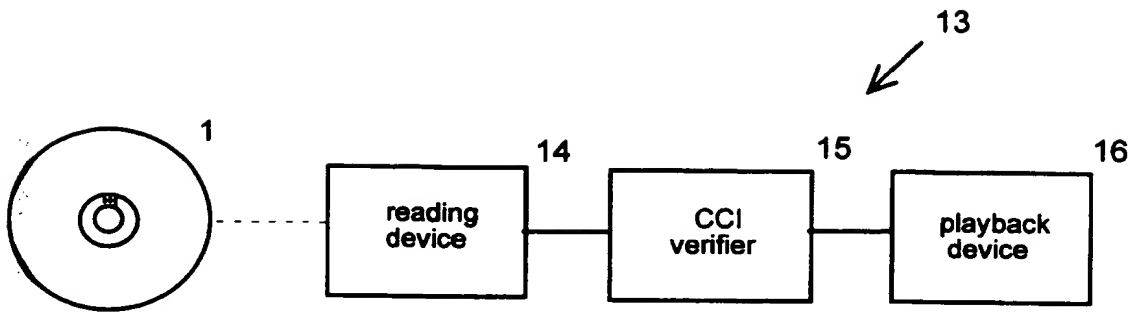 13
1
14
15
16
reading
device
CCI
verifier
playback
device